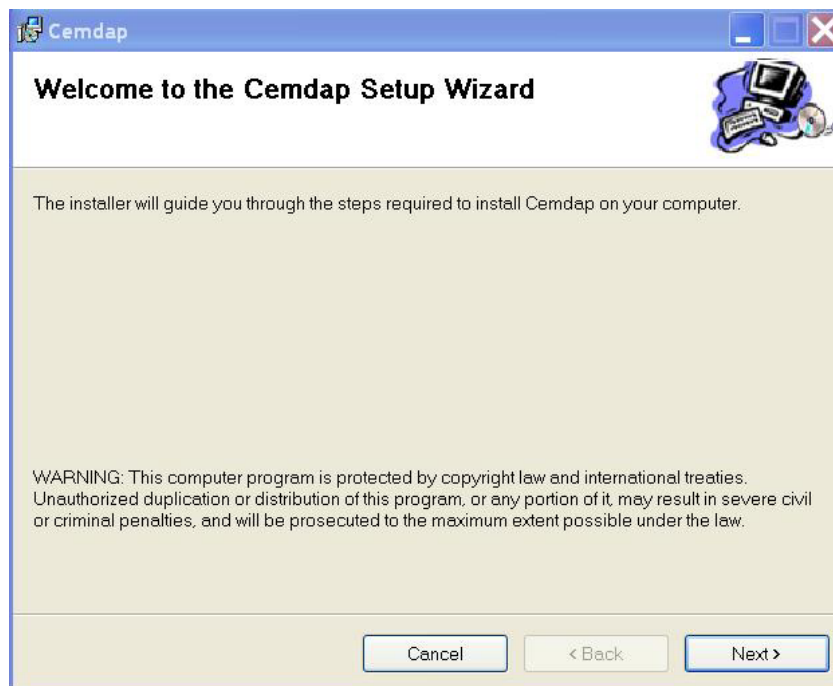 Cemdap
Welcome to the Cemdap Setup Wizard
The installer will guide you through the steps required to install Cemdap on your computer.
WARNING: This computer program is protected by copyright law and international treaties.
Unauthorized duplication or distribution of this program, or any portion of it, may result in severe civil
or criminal penalties, and will be prosecuted to the maximum extent possible under the law.
Cancel
< Back
Next >